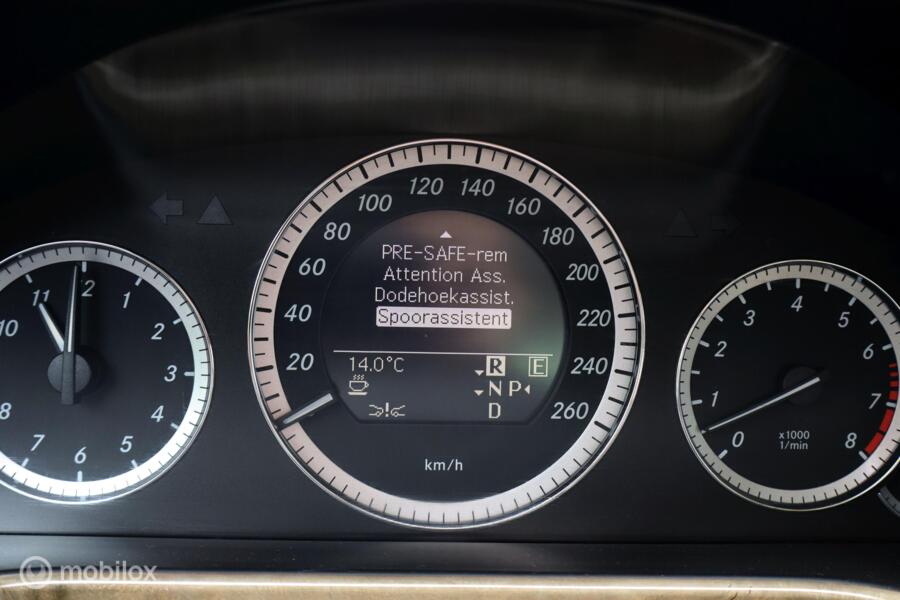 PRE-SAFE-rem
Attention Ass.
Dodehoekassist.
Spoorassistent
14.0°C
R E
N P
D
20 40 60 80 100 120 140 160 180 200 220 240 260
km/h
10 11 2 1 2 3 4 5 6 7 8
0 1 2 3 4 5 6 7 8
x1000
1/min
mobilox